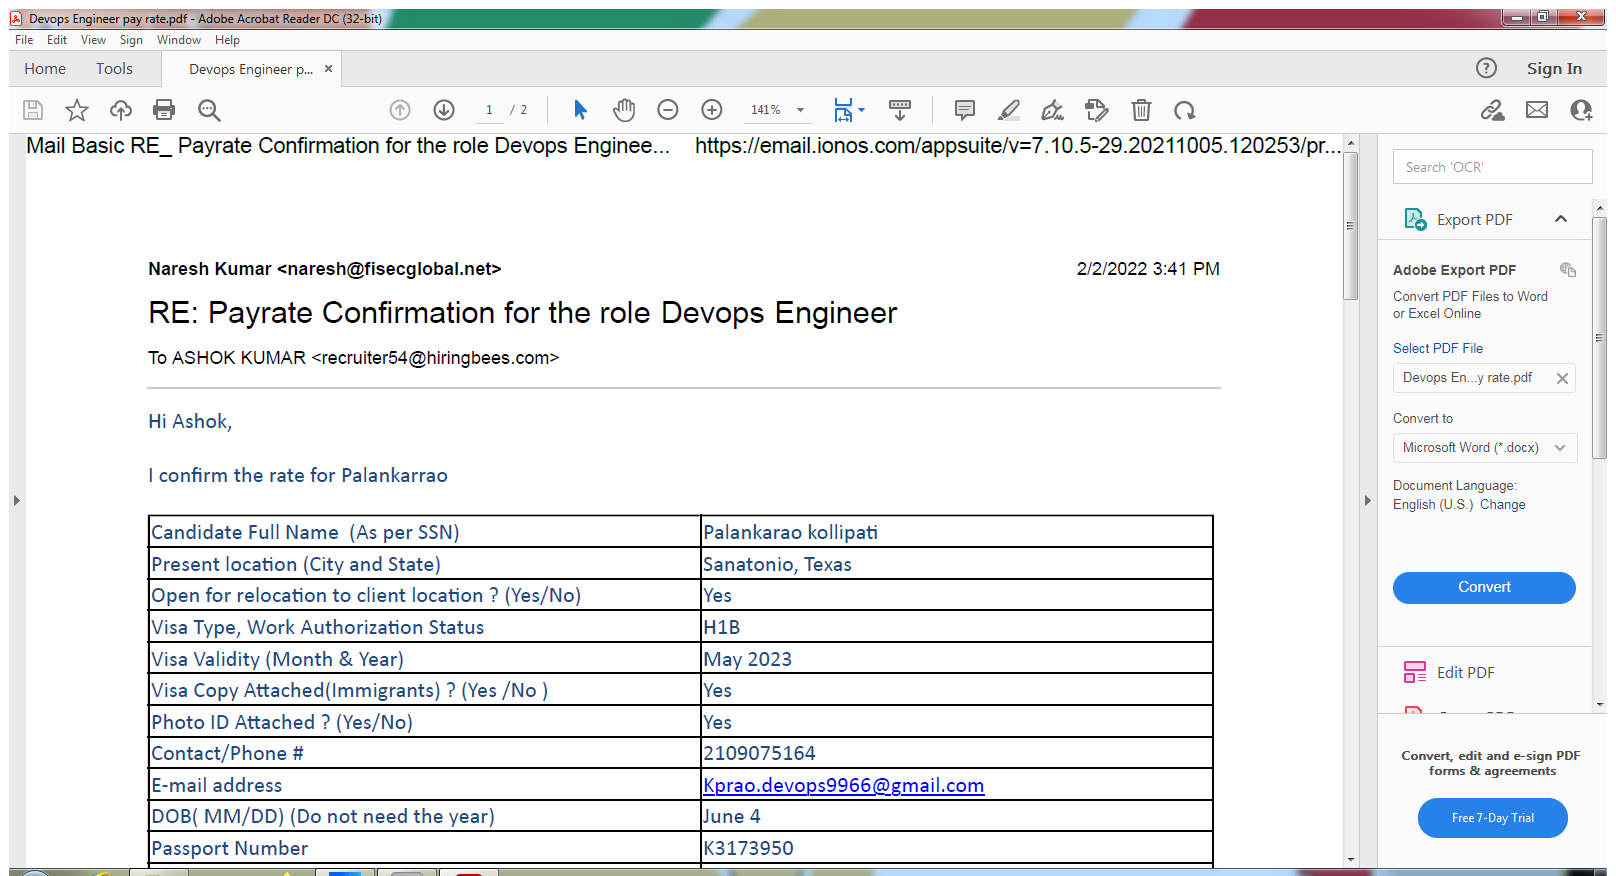 Devops Engineer pay rate.pdf - Adobe Acrobat Reader DC (32-bit)
File Edit View Sign Window Help
Home Tools Devops Engineer p... × Sign In
1 / 2 141%
Mail Basic RE_ Payrate Confirmation for the role Devops Enginee... https://email.ionos.com/appsuite/v=7.10.5-29.20211005.120253/pr...
Naresh Kumar <naresh@fisecglobal.net> 2/2/2022 3:41 PM
RE: Payrate Confirmation for the role Devops Engineer
To ASHOK KUMAR <recruiter54@hiringbees.com>
Hi Ashok,
I confirm the rate for Palankarrao
Candidate Full Name (As per SSN) Palankarao kollipati
Present location (City and State) Sanatonio, Texas
Open for relocation to client location ? (Yes/No) Yes
Visa Type, Work Authorization Status H1B
Visa Validity (Month & Year) May 2023
Visa Copy Attached(Immigrants) ? (Yes /No ) Yes
Photo ID Attached ? (Yes/No) Yes
Contact/Phone # 2109075164
E-mail address Kprao.devops9966@gmail.com
DOB( MM/DD) (Do not need the year) June 4
Passport Number K3173950
Search 'OCR'
Export PDF
Adobe Export PDF
Convert PDF Files to Word
or Excel Online
Select PDF File
Devops En...y rate.pdf
Convert to
Microsoft Word (*.docx)
Document Language:
English (U.S.) Change
Convert
Edit PDF
Convert, edit and e-sign PDF
forms & agreements
Free 7-Day Trial